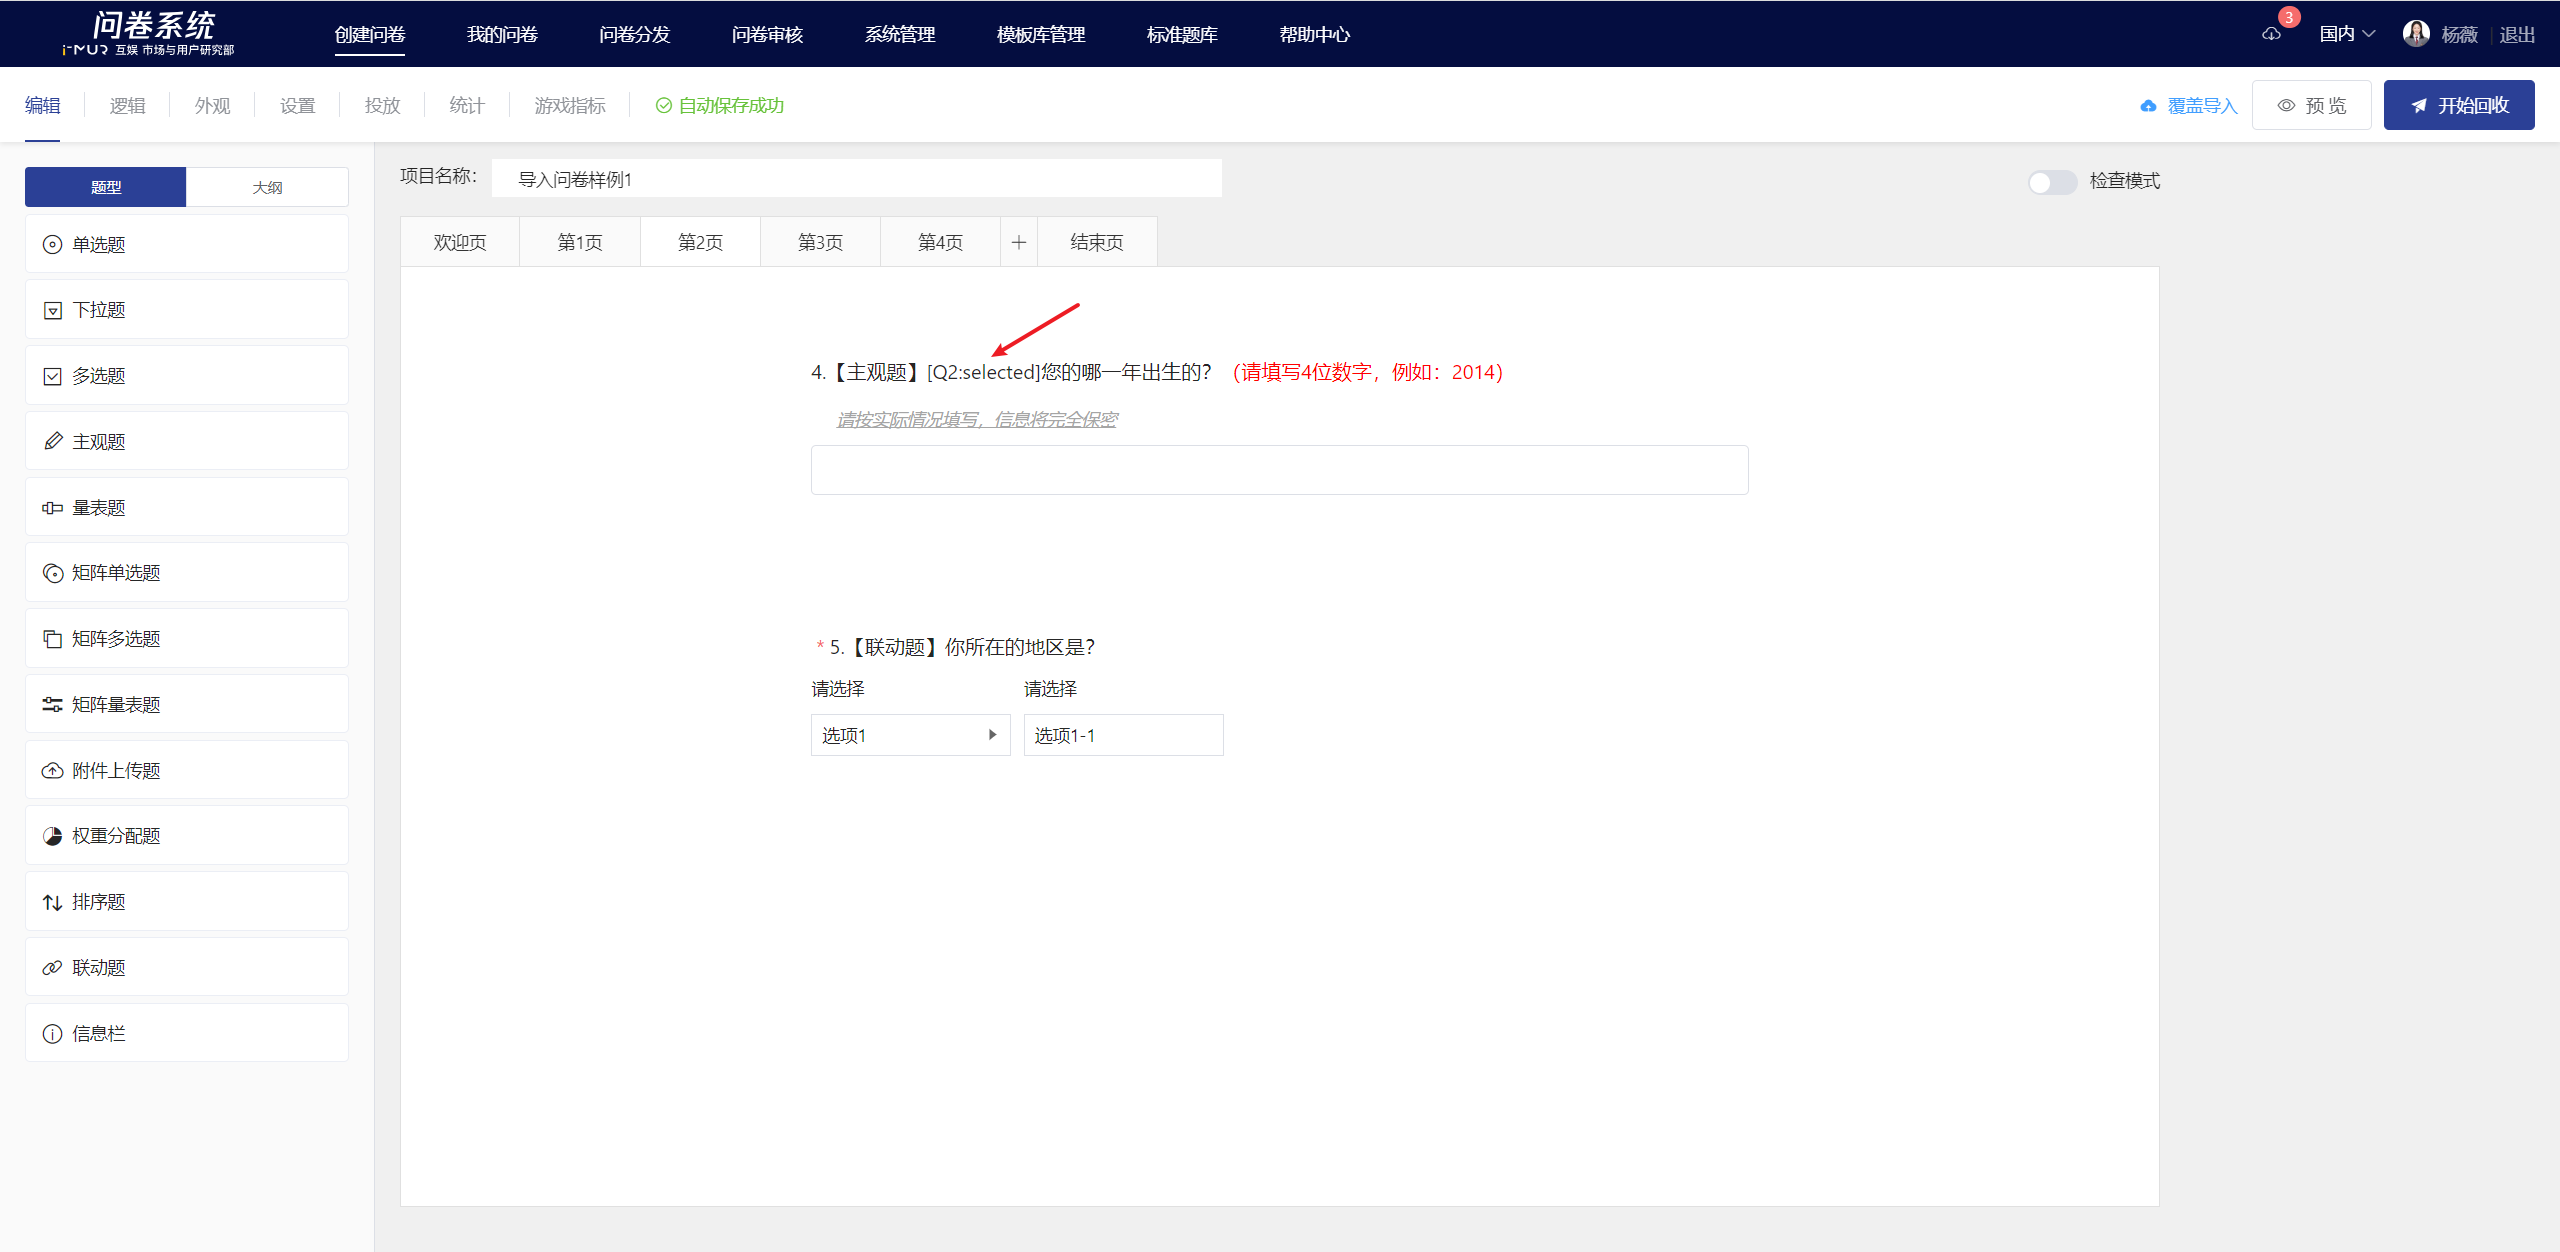 问卷系统
i-MUR 互娱 市场与用户研究部
创建问卷 我的问卷 问卷分发 问卷审核 系统管理 模板库管理 标准题库 帮助中心
3
国内 杨薇 退出
编辑 逻辑 外观 设置 投放 统计 游戏指标 自动保存成功
覆盖导入 预 览 开始回收
题型 大纲
单选题
下拉题
多选题
主观题
量表题
矩阵单选题
矩阵多选题
矩阵量表题
附件上传题
权重分配题
排序题
联动题
信息栏
项目名称： 导入问卷样例1
检查模式
欢迎页 第1页 第2页 第3页 第4页 + 结束页
4.【主观题】[Q2:selected]您的哪一年出生的？（请填写4位数字，例如：2014）
请按实际情况填写，信息将完全保密
* 5.【联动题】你所在的地区是？
请选择 请选择
选项1 选项1-1